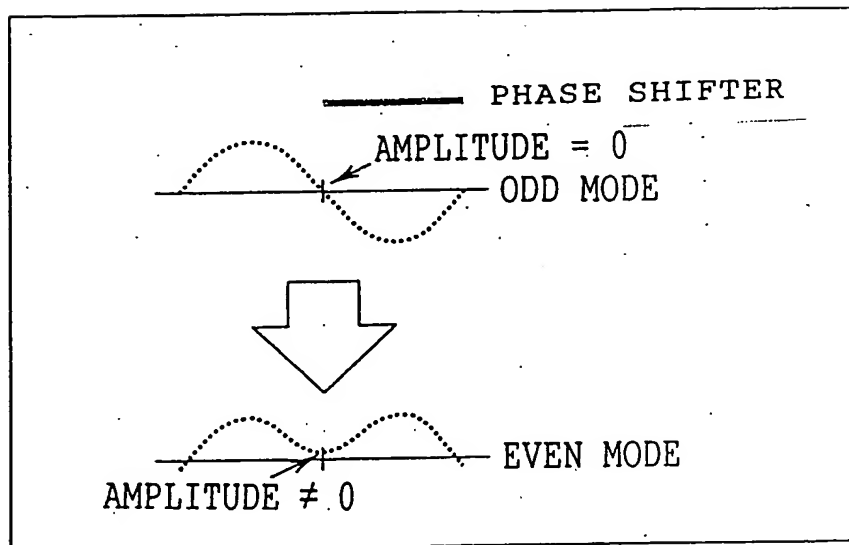 PHASE SHIFTER
AMPLITUDE = 0
ODD MODE
EVEN MODE
AMPLITUDE ≠ 0